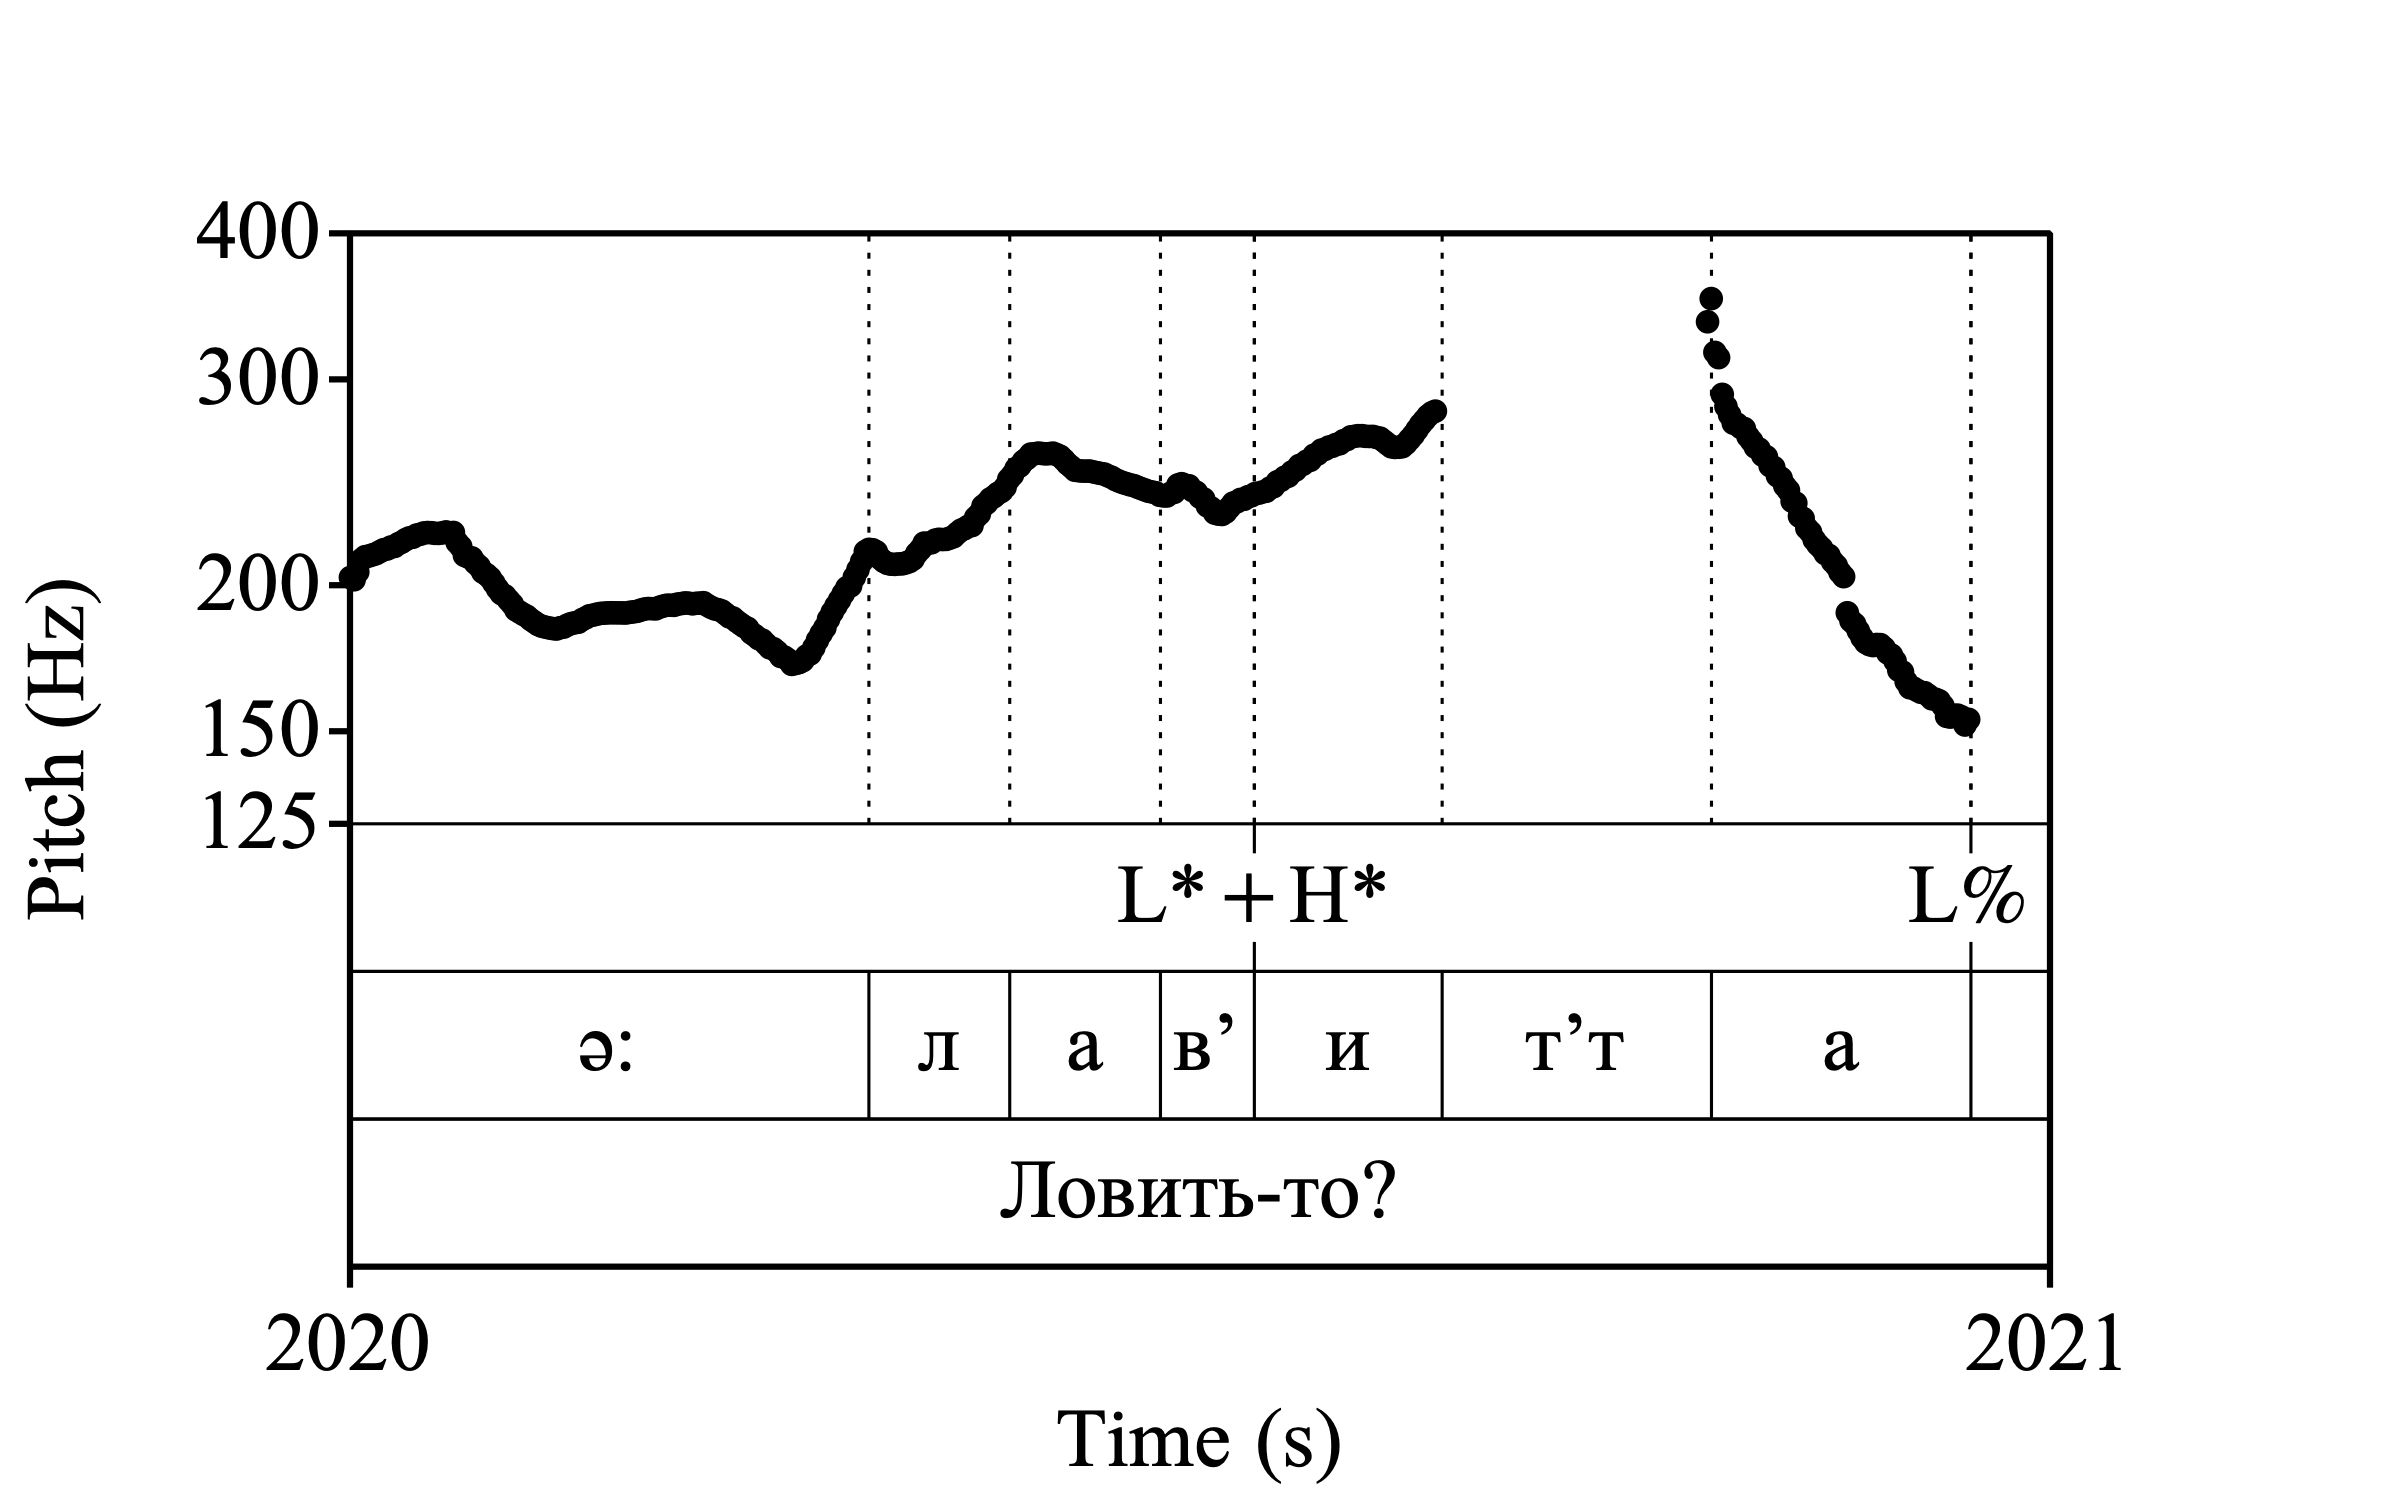 400
300
200
150
125
Pitch (Hz)
L*+H* L%
ә: л а в’ и т’т а
Ловить-то?
2020 2021
Time (s)